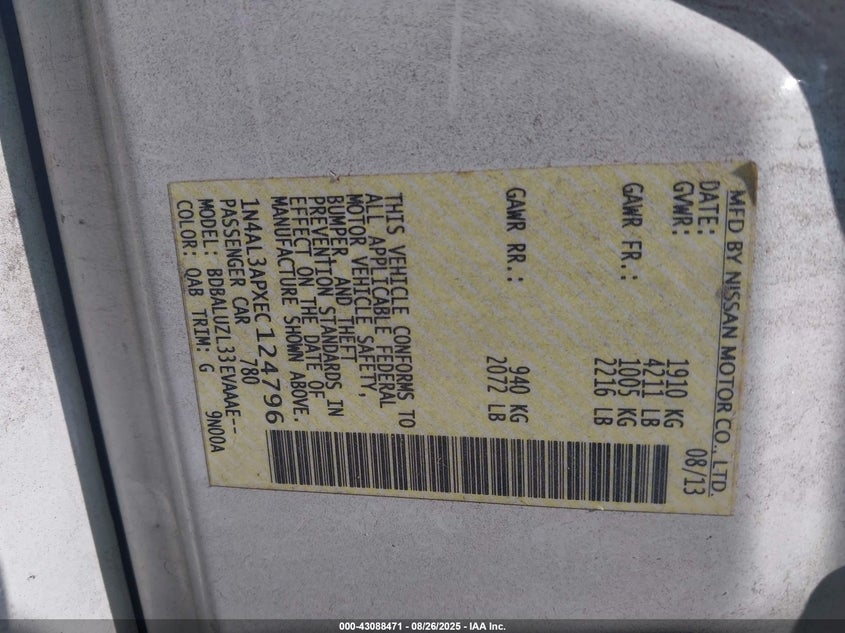 MFD BY NISSAN MOTOR CO., LTD.
DATE: 08/13
GVWR: 1910 KG
4211 LB
GAWR FR.: 1005 KG
2216 LB
GAWR RR.: 940 KG
2072 LB
THIS VEHICLE CONFORMS TO
ALL APPLICABLE FEDERAL
MOTOR VEHICLE SAFETY,
BUMPER, AND THEFT
PREVENTION STANDARDS IN
EFFECT ON THE DATE OF
MANUFACTURE SHOWN ABOVE.
1N4AL3APXEC124796
PASSENGER CAR 780
MODEL: BDBALUZL33EVAAAE--
COLOR: QAB TRIM: G 9N00A
000-43088471 - 08/26/2025 - IAA Inc.